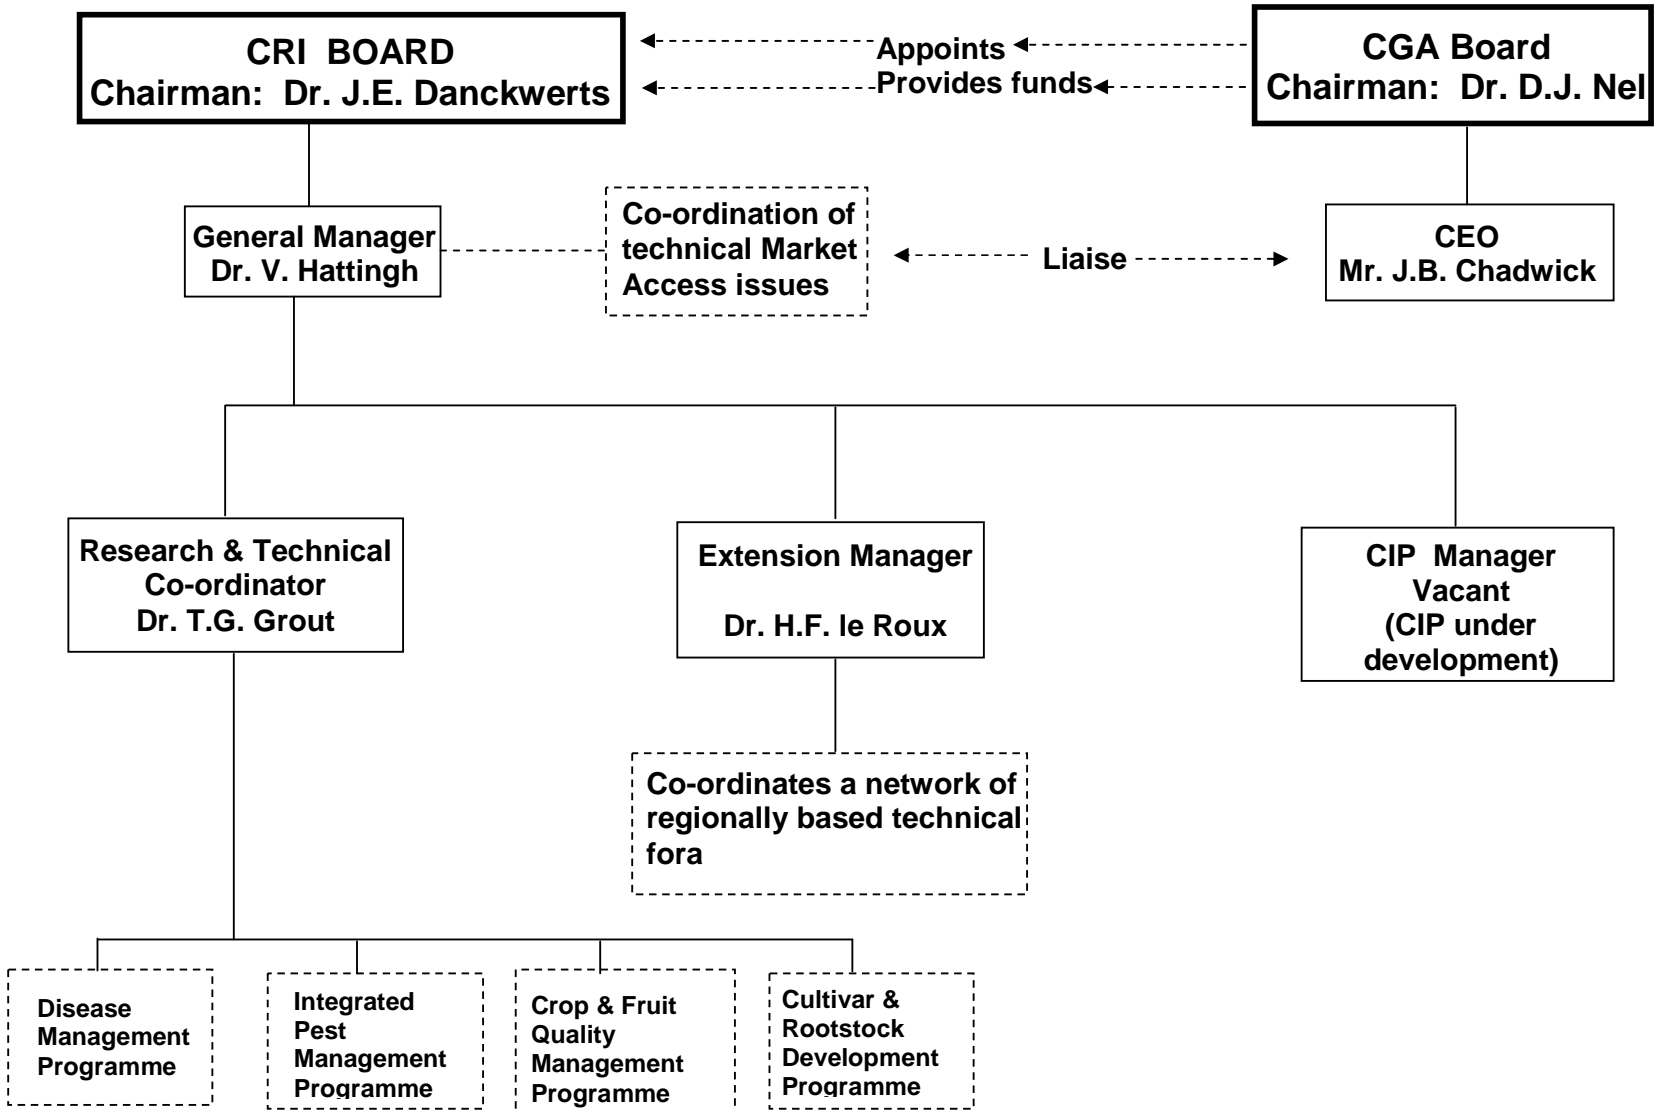 CRI BOARD
Chairman: Dr. J.E. Danckwerts
Appoints
Provides funds
CGA Board
Chairman: Dr. D.J. Nel
General Manager
Dr. V. Hattingh
Co-ordination of
technical Market
Access issues
Liaise
CEO
Mr. J.B. Chadwick
Research & Technical
Co-ordinator
Dr. T.G. Grout
Extension Manager
Dr. H.F. le Roux
CIP Manager
Vacant
(CIP under
development)
Co-ordinates a network of
regionally based technical
fora
Disease
Management
Programme
Integrated
Pest
Management
Programme
Crop & Fruit
Quality
Management
Programme
Cultivar &
Rootstock
Development
Programme